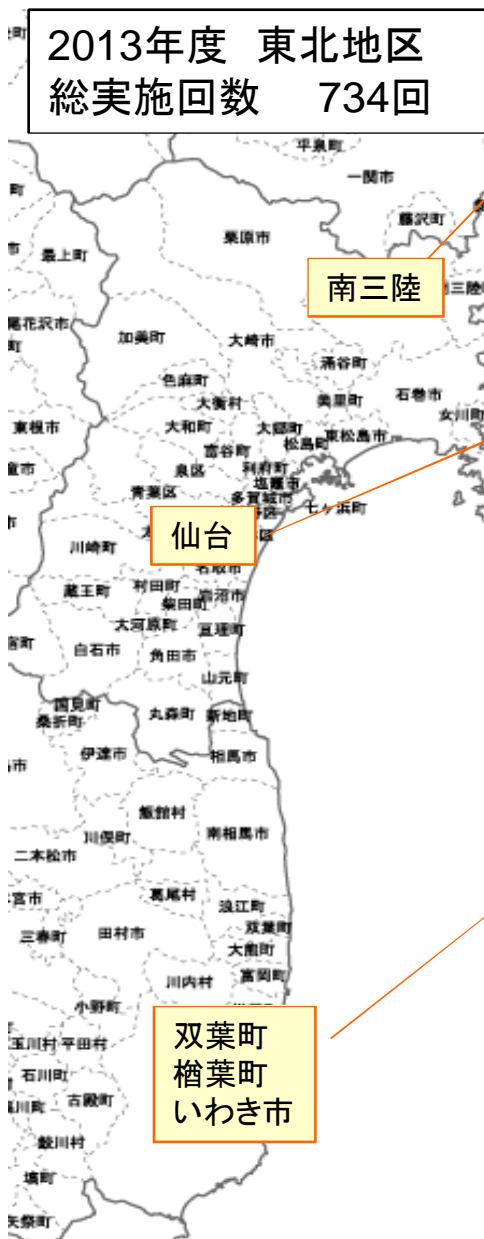 2013年度 東北地区
総実施回数 734回
平泉町
一関市
藤沢町
栗原市
最上町
南三陸
尾花沢市
加美町
大崎市
涌谷町
色麻町
美里町
石巻市
大衡村
女川町
東根市
大和町
大郷町
松島町
東松島市
富谷町
泉区
利府町
塩竈市
青葉区
多賀城市
七ヶ浜町
仙台
川崎町
名取市
蔵王町
村田町
柴田町
岩沼市
大河原町
亘理町
白石市
角田市
山元町
国見町
桑折町
丸森町
新地町
伊達市
相馬市
飯館村
川俣町
南相馬市
二本松市
葛尾村
浪江町
三春町
田村市
双葉町
大熊町
川内村
富岡町
小野町
双葉町
楢葉町
いわき市
玉川村
平田村
石川町
古殿町
鮫川村
塙町
矢祭町